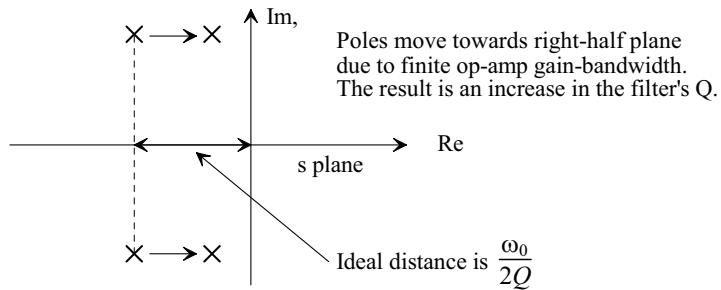 Im,
Poles move towards right-half plane
due to finite op-amp gain-bandwidth.
The result is an increase in the filter's Q.
Re
s plane
Ideal distance is ω₀/2Q